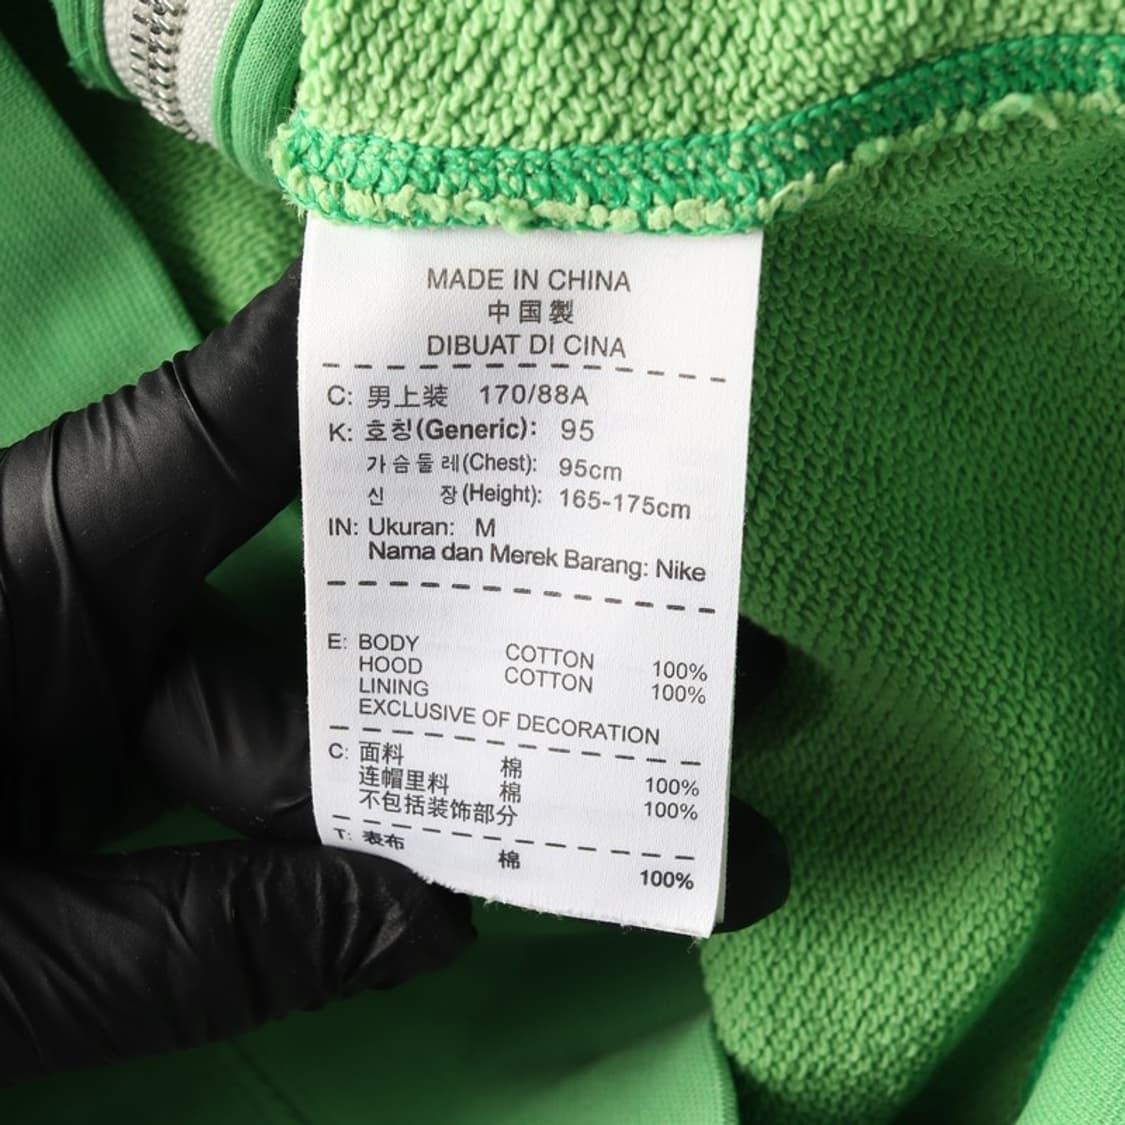 MADE IN CHINA
中国製
DIBUAT DI CINA
C: 男上装 170/88A
K: 호칭(Generic): 95
가슴둘레(Chest): 95cm
신 장(Height): 165-175cm
IN: Ukuran: M
Nama dan Merek Barang: Nike
E: BODY COTTON 100%
HOOD COTTON 100%
LINING
EXCLUSIVE OF DECORATION
C: 面料 棉 100%
连帽里料 棉 100%
不包括装饰部分
T: 表布 棉 100%